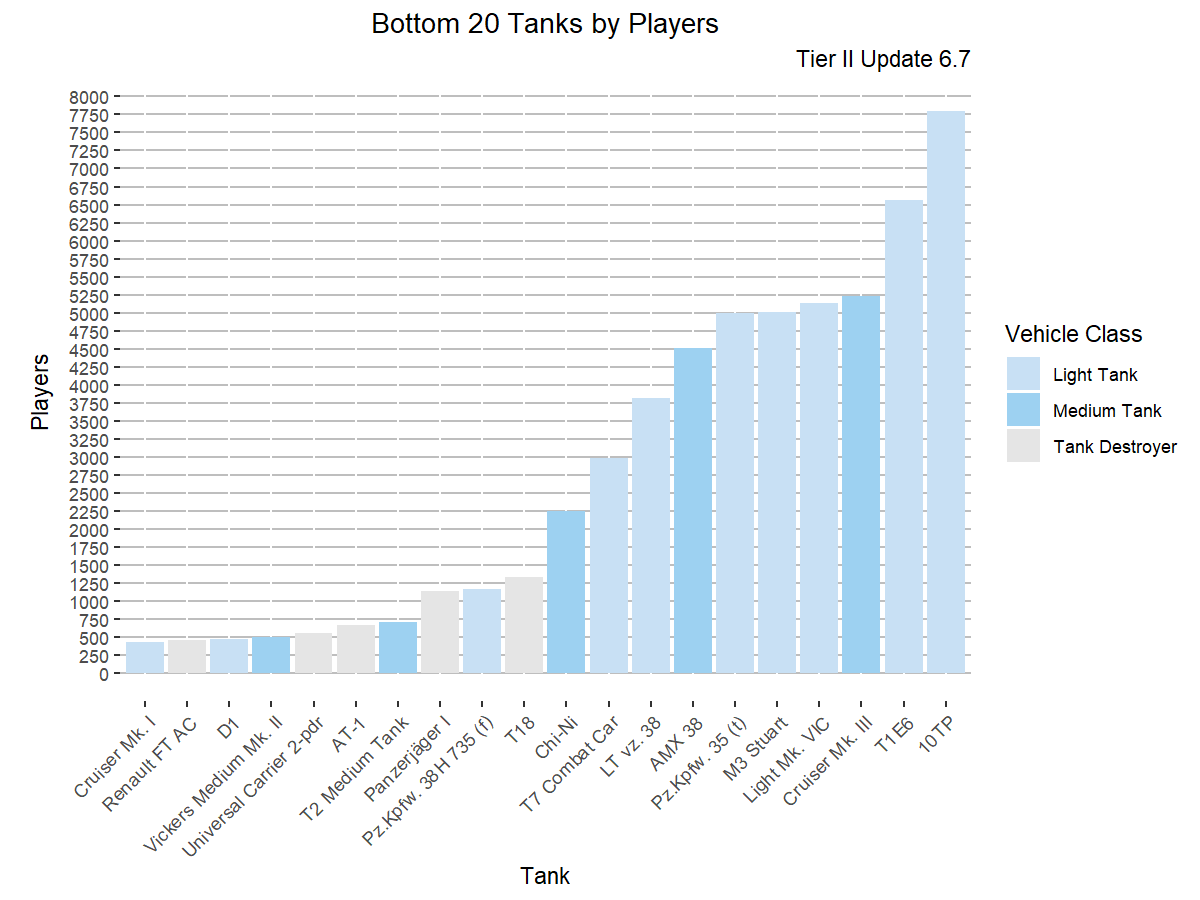 Bottom 20 Tanks by Players
Tier II Update 6.7
8000
7750
7500
7250
7000
6750
6500
6250
6000
5750
5500
5250
5000
4750
4500
4250
4000
3750
3500
3250
3000
2750
2500
2250
2000
1750
1500
1250
1000
750
500
250
0
Players
Cruiser Mk. I
Renault FT AC
D1
Vickers Medium Mk. II
Universal Carrier 2-pdr
AT-1
T2 Medium Tank
Panzerjäger I
Pz.Kpfw. 38 H 735 (f)
T18
Chi-Ni
T7 Combat Car
LT vz. 38
AMX 38
Pz.Kpfw. 35 (t)
M3 Stuart
Light Mk. VIC
Cruiser Mk. III
T1E6
10TP
Tank
Vehicle Class
Light Tank
Medium Tank
Tank Destroyer